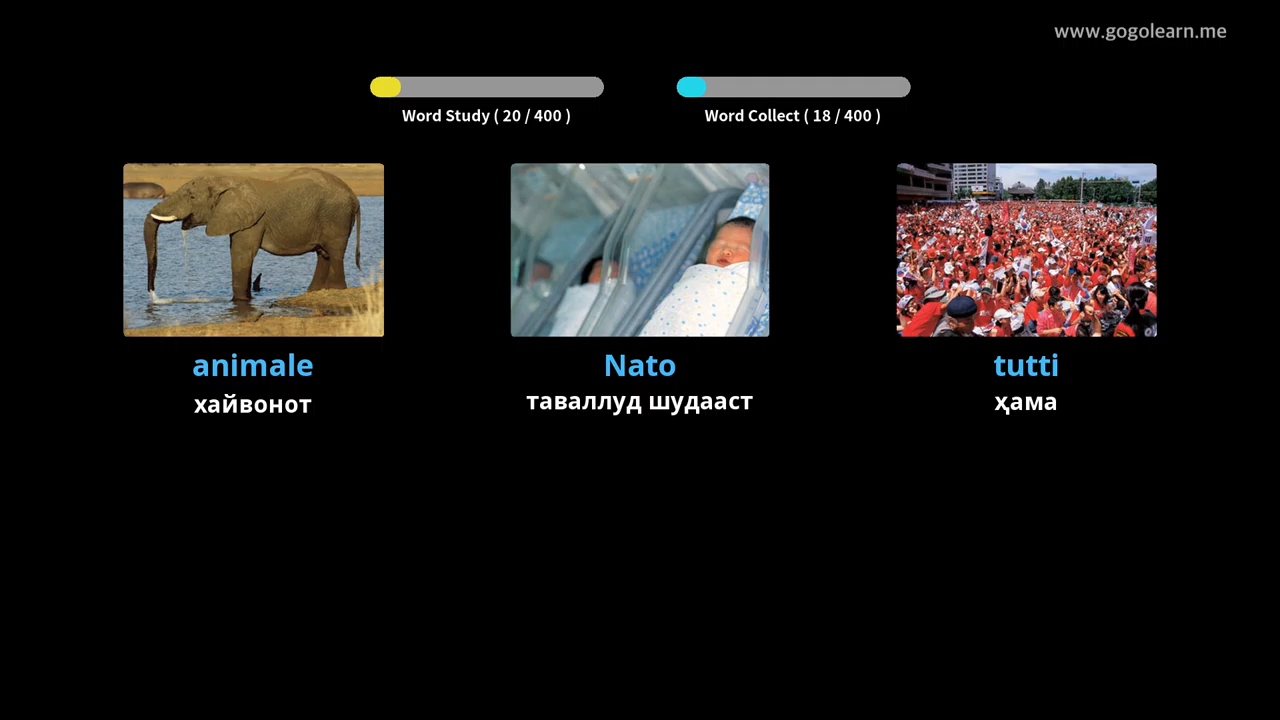 www.gogolearn.me
Word Study ( 20 / 400 )
Word Collect ( 18 / 400 )
animale
Nato
tutti
хайвонот
таваллуд шудааст
ҳама